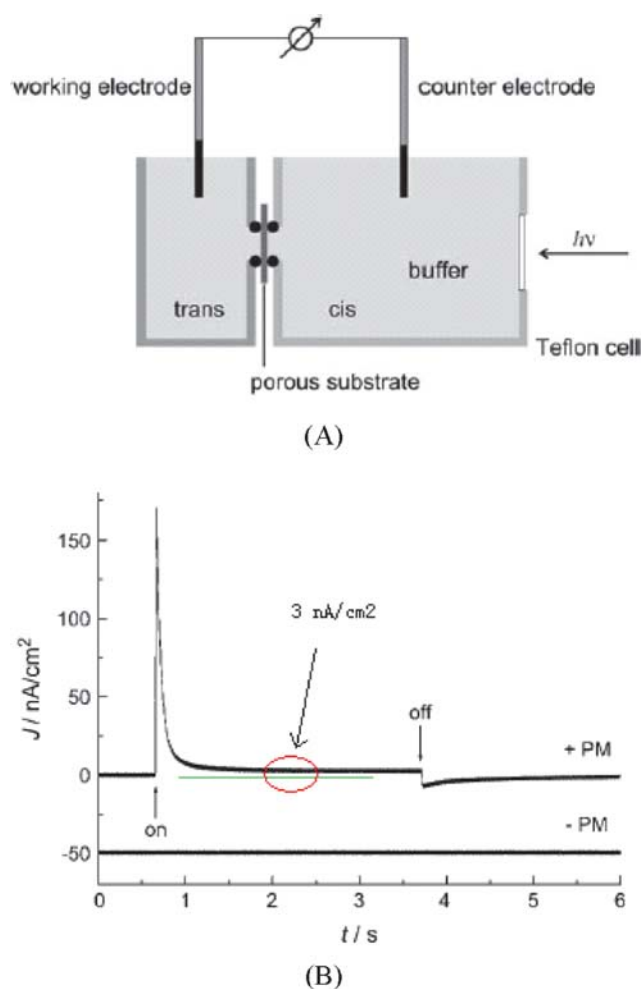 working electrode
counter electrode
hν
buffer
trans
cis
Teflon cell
porous substrate
(A)
J / nA/cm²
150
100
50
0
-50
3 nA/cm2
off
+ PM
on
- PM
0
1
2
3
4
5
6
t / s
(B)